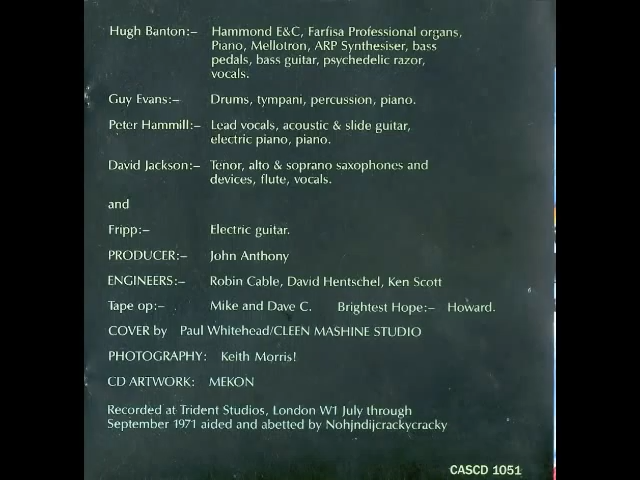 Hugh Banton:– Hammond E&C, Farfisa Professional organs,
Piano, Mellotron, ARP Synthesiser, bass
pedals, bass guitar, psychedelic razor,
vocals.
Guy Evans:– Drums, tympani, percussion, piano.
Peter Hammill:– Lead vocals, acoustic & slide guitar,
electric piano, piano.
David Jackson:– Tenor, alto & soprano saxophones and
devices, flute, vocals.
and
Fripp:– Electric guitar.
PRODUCER:– John Anthony
ENGINEERS:– Robin Cable, David Hentschel, Ken Scott
Tape op:– Mike and Dave C. Brightest Hope:– Howard.
COVER by Paul Whitehead/CLEEN MASHINE STUDIO
PHOTOGRAPHY: Keith Morris!
CD ARTWORK: MEKON
Recorded at Trident Studios, London W1 July through
September 1971 aided and abetted by Nohjndijcrackycracky
CASCD 1051